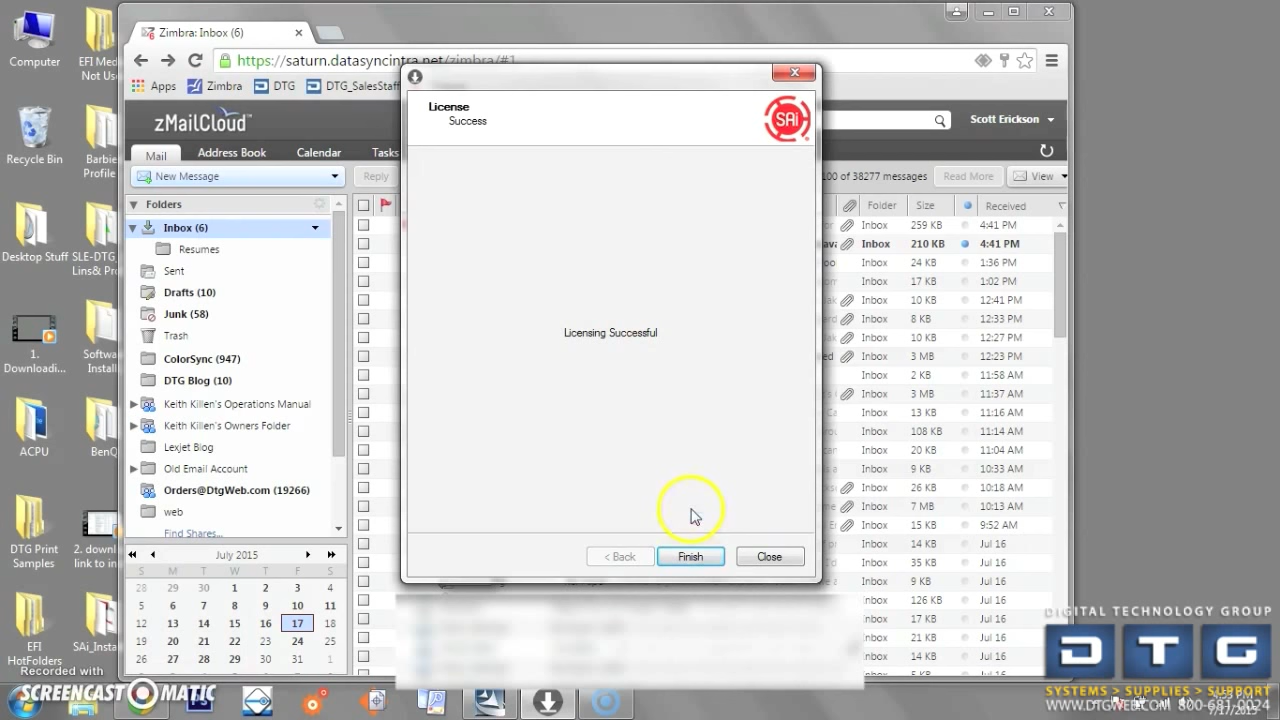 Computer
EFI Med
Not Use
Recycle Bin
Barbie
Profile
Desktop Stuff
SLE-DTG_
Lins& Pro
1.
Downloadi...
Softwa
Install
ACPU
BenQ
DTG Print
Samples
2. downl
link to in
EFI
HotFolders
SAi_Insta
Recorded with
SCREENCAST MATIC
Zimbra: Inbox (6)
https://saturn.datasyncintra.net/zimbra/#1
Apps Zimbra DTG DTG_SalesStaff
zMailCloud™
Scott Erickson
Mail Address Book Calendar Tasks
New Message Reply
100 of 38277 messages Read More View
Folders
Inbox (6)
Resumes
Sent
Drafts (10)
Junk (58)
Trash
ColorSync (947)
DTG Blog (10)
Keith Killen's Operations Manual
Keith Killen's Owners Folder
Lexjet Blog
Old Email Account
Orders@DtgWeb.com (19266)
web
Find Shares...
July 2015
S M T W T F S
28 29 30 1 2 3 4
5 6 7 8 9 10 11
12 13 14 15 16 17 18
19 20 21 22 23 24 25
26 27 28 29 30 31 1
License
Success
SAi
Licensing Successful
< Back Finish Close
Folder Size Received
Inbox 259 KB 4:41 PM
Inbox 210 KB 4:41 PM
Inbox 24 KB 1:36 PM
Inbox 17 KB 1:02 PM
Inbox 10 KB 12:41 PM
Inbox 8 KB 12:33 PM
Inbox 10 KB 12:27 PM
Inbox 3 MB 12:23 PM
Inbox 2 KB 11:58 AM
Inbox 3 MB 11:37 AM
Inbox 13 KB 11:16 AM
Inbox 108 KB 11:14 AM
Inbox 20 KB 11:04 AM
Inbox 9 KB 10:33 AM
Inbox 26 KB 10:18 AM
Inbox 7 MB 10:13 AM
Inbox 15 KB 9:52 AM
Inbox 14 KB Jul 16
Inbox 35 KB Jul 16
Inbox 9 KB Jul 16
Inbox 126 KB Jul 16
Inbox 17 KB Jul 16
Inbox 21 KB Jul 16
Inbox 14 KB Jul 16
DIGITAL TECHNOLOGY GROUP
DTG
SYSTEMS > SUPPLIES > SUPPORT
WWW.DTGWEB.COM 800-681-0024
7/17/2015